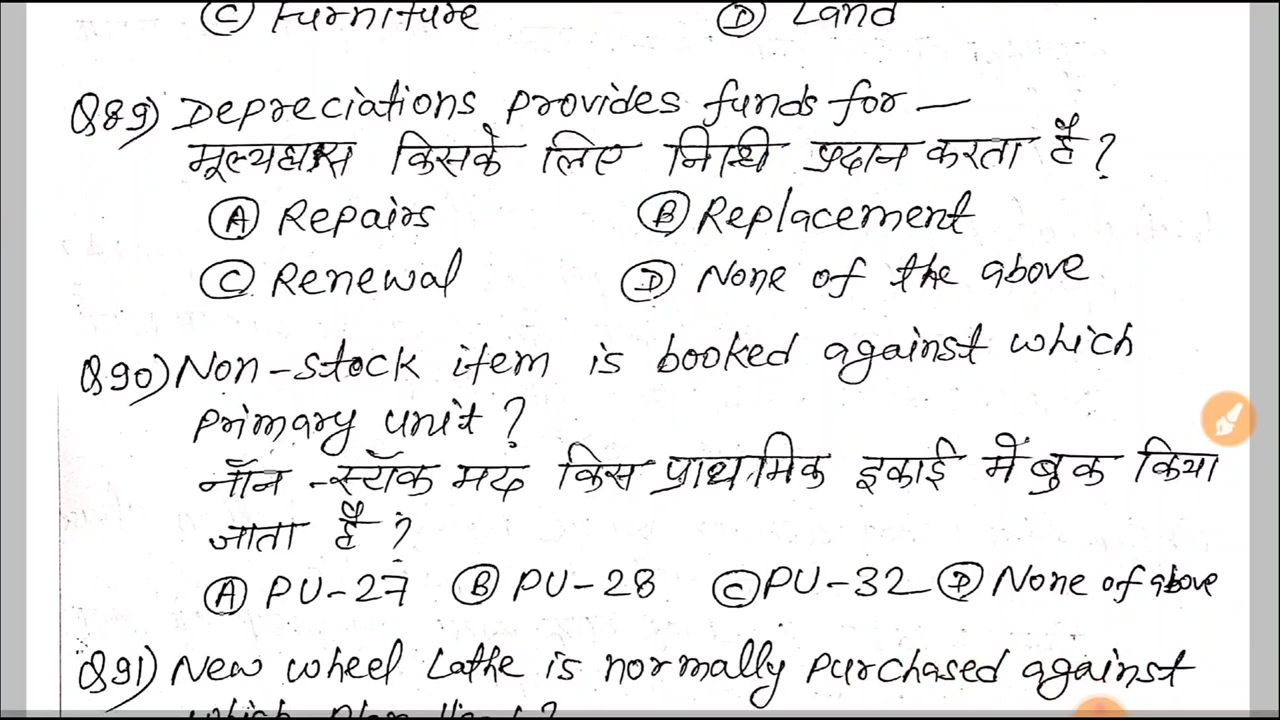 Ⓒ Furniture Ⓓ Land
Q89) Depreciations provides funds for —
मूल्यह्रास किसके लिए निधी प्रदान करता है ?
Ⓐ Repairs Ⓑ Replacement
Ⓒ Renewal Ⓓ None of the above
Q90) Non-stock item is booked against which
primary unit ?
नॉन -स्टॉक मद किस प्राथमिक इकाई में बुक किया
जाता है ?
Ⓐ PU-27 Ⓑ PU-28 Ⓒ PU-32 Ⓓ None of above
Q91) New wheel Lathe is normally purchased against
which plan